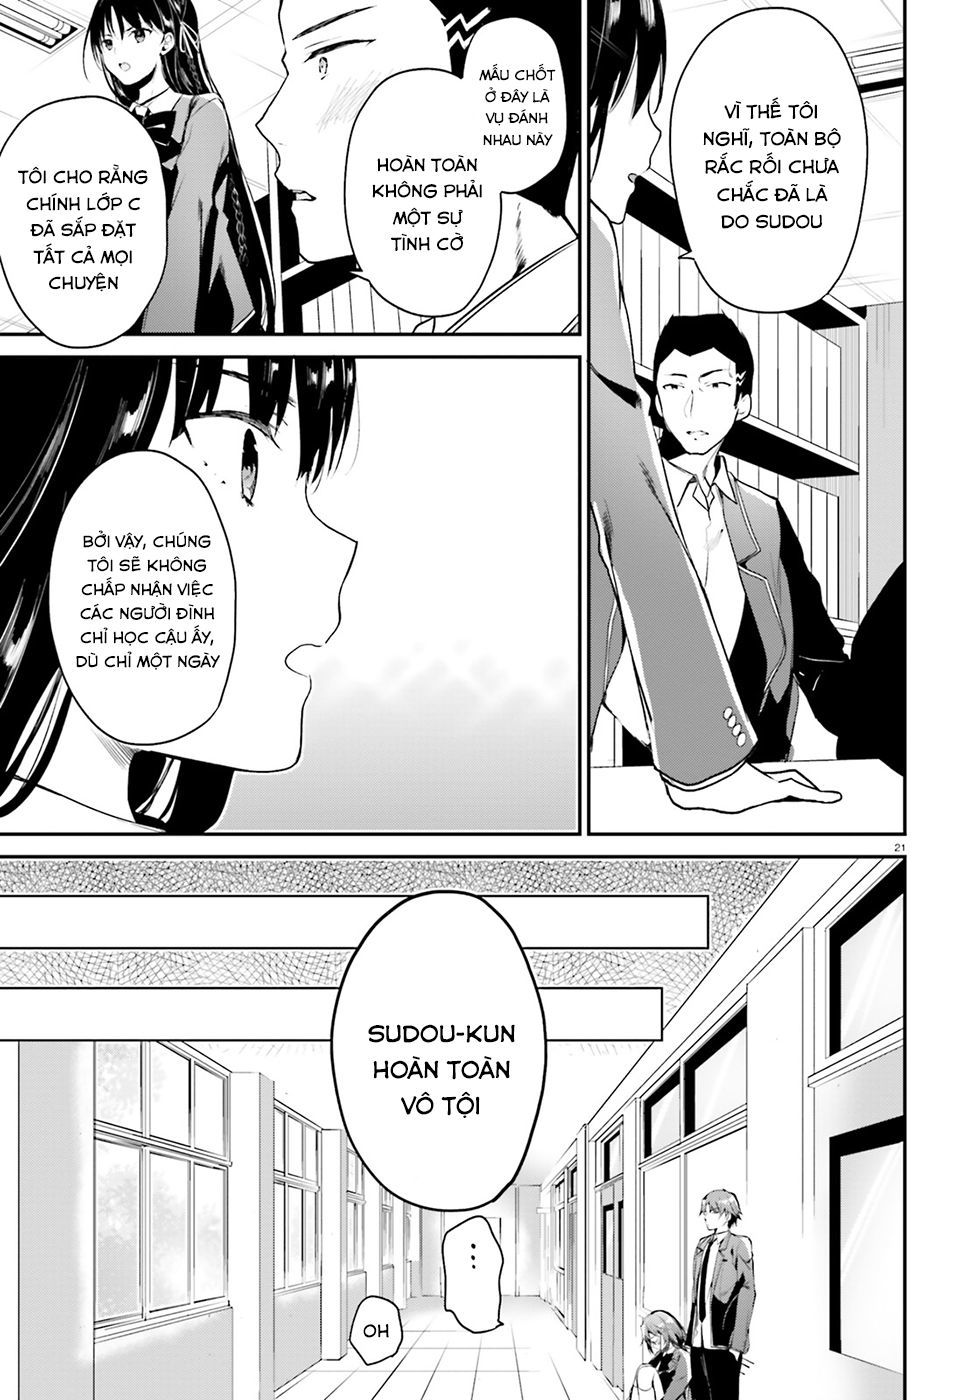 VÌ THẾ TÔI
NGHĨ, TOÀN BỘ
RẮC RỐI CHƯA
CHẮC ĐÃ LÀ
DO SUDOU
MẤU CHỐT
Ở ĐÂY LÀ
VỤ ĐÁNH
NHAU NÀY
HOÀN TOÀN
KHÔNG PHẢI
MỘT SỰ
TÌNH CỜ
TÔI CHO RẰNG
CHÍNH LỚP C
ĐÃ SẮP ĐẶT
TẤT CẢ MỌI
CHUYỆN
BỞI VẬY, CHÚNG
TÔI SẼ KHÔNG
CHẤP NHẬN VIỆC
CÁC NGƯỜI ĐÌNH
CHỈ HỌC CẬU ẤY,
DÙ CHỈ MỘT NGÀY
21
SUDOU-KUN
HOÀN TOÀN
VÔ TỘI
...
OH